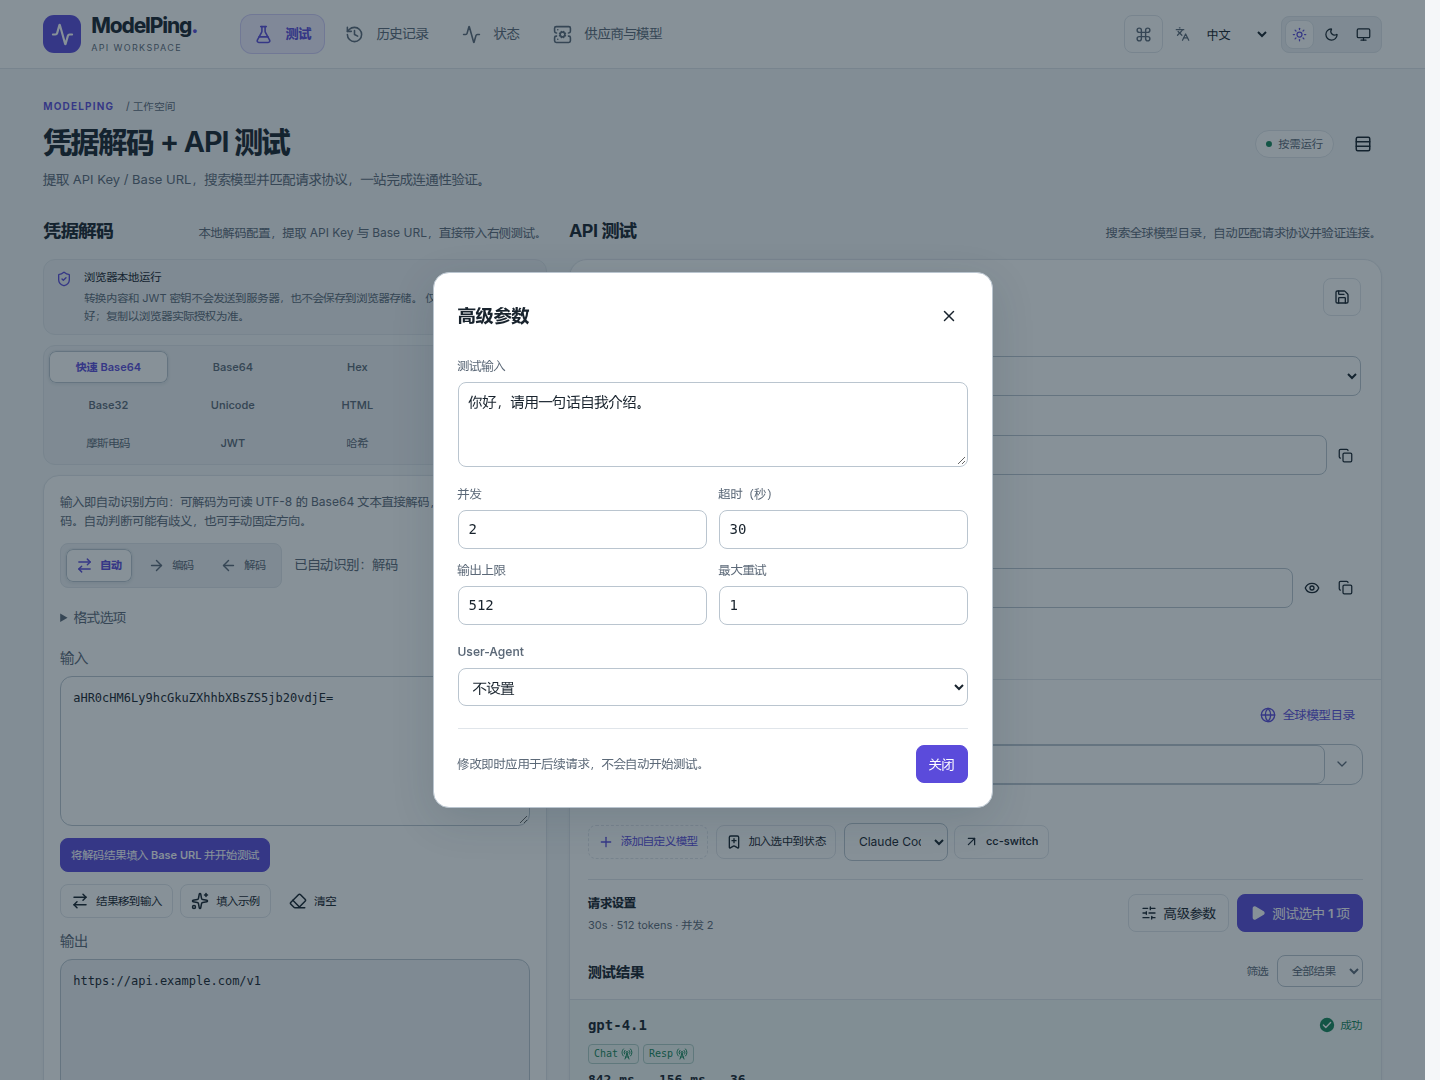 ModelPing.
API WORKSPACE
测试
历史记录
状态
供应商与模型
中文
MODELPING / 工作空间
凭据解码 + API 测试
提取 API Key / Base URL，搜索模型并匹配请求协议，一站完成连通性验证。
按需运行
凭据解码
本地解码配置，提取 API Key 与 Base URL，直接带入右侧测试。
API 测试
搜索全球模型目录，自动匹配请求协议并验证连接。
浏览器本地运行
转换内容和 JWT 密钥不会发送到服务器，也不会保存到浏览器存储。
好；复制以浏览器实际授权为准。
快速 Base64
Base64
Hex
Base32
Unicode
HTML
摩斯电码
JWT
哈希
输入即自动识别方向：可解码为可读 UTF-8 的 Base64 文本直接解码，
码。自动判断可能有歧义，也可手动固定方向。
自动
编码
解码
已自动识别：解码
格式选项
输入
aHR0cHM6Ly9hcGkuZXhhbXBsZS5jb20vdjE=
将解码结果填入 Base URL 并开始测试
结果移到输入
填入示例
清空
输出
https://api.example.com/v1
高级参数
测试输入
你好，请用一句话自我介绍。
并发
超时（秒）
2
30
输出上限
最大重试
512
1
User-Agent
不设置
修改即时应用于后续请求，不会自动开始测试。
关闭
全球模型目录
添加自定义模型
加入选中到状态
Claude Coc
cc-switch
请求设置
30s · 512 tokens · 并发 2
高级参数
测试选中 1 项
测试结果
筛选
全部结果
gpt-4.1
成功
Chat
Resp
842 ms
156 ms
36